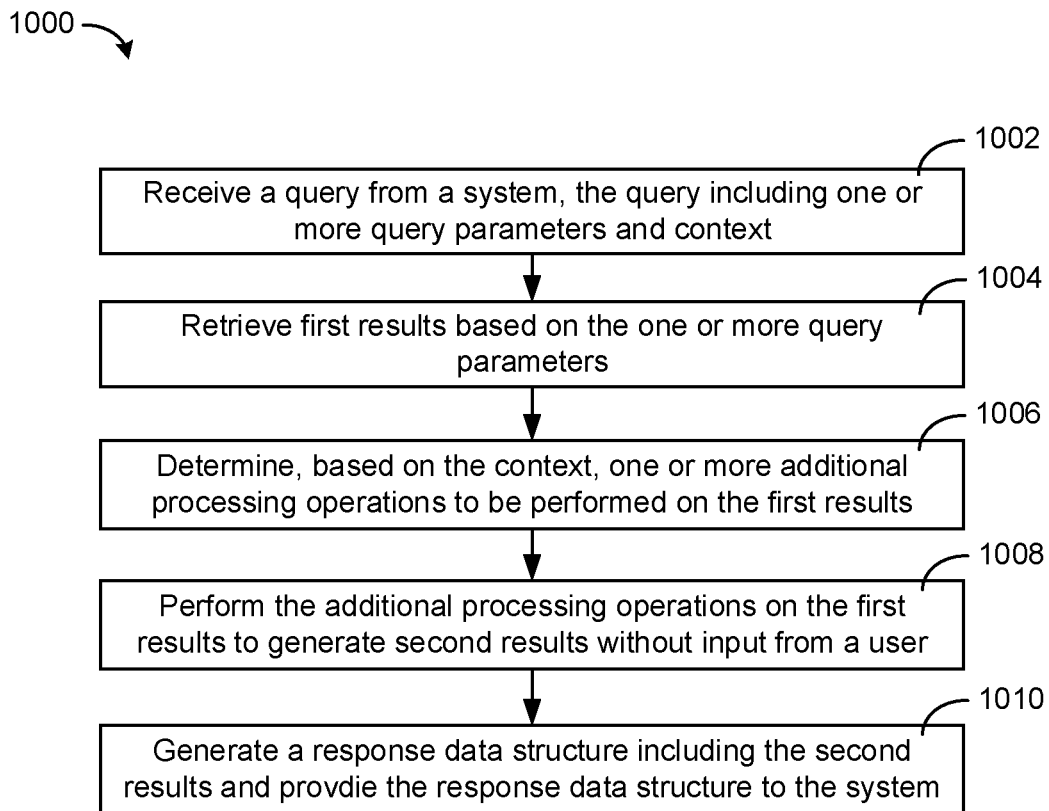 1000
1002
Receive a query from a system, the query including one or
more query parameters and context
1004
Retrieve first results based on the one or more query
parameters
1006
Determine, based on the context, one or more additional
processing operations to be performed on the first results
1008
Perform the additional processing operations on the first
results to generate second results without input from a user
1010
Generate a response data structure including the second
results and provdie the response data structure to the system